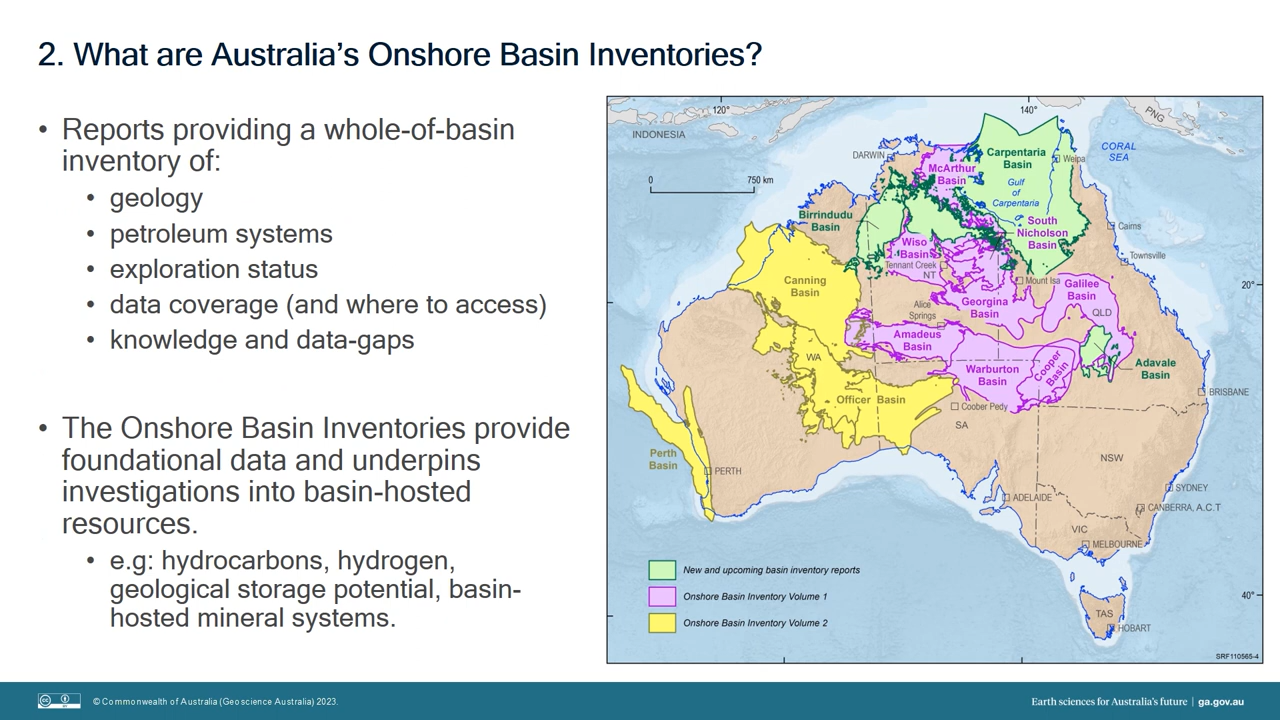 2. What are Australia's Onshore Basin Inventories?
• Reports providing a whole-of-basin
inventory of:
• geology
• petroleum systems
• exploration status
• data coverage (and where to access)
• knowledge and data-gaps
• The Onshore Basin Inventories provide
foundational data and underpins
investigations into basin-hosted
resources.
• e.g: hydrocarbons, hydrogen,
geological storage potential, basin-
hosted mineral systems.
120°
140°
PNG
INDONESIA
DARWIN
Carpentaria
Basin
CORAL
SEA
Weipa
McArthur
Basin
0
750 km
Gulf
of
Carpentaria
Birrindudu
Basin
South
Nicholson
Basin
Cairns
Wiso
Basin
Townsville
Tennant Creek
NT
Canning
Basin
Mount Isa
Galilee
Basin
20°
Georgina
Basin
Alice
Springs
QLD
Amadeus
Basin
WA
Warburton
Basin
Cooper
Basin
Adavale
Basin
BRISBANE
Officer Basin
Coober Pedy
SA
Perth
Basin
PERTH
NSW
SYDNEY
ADELAIDE
CANBERRA, A.C.T
VIC
MELBOURNE
New and upcoming basin inventory reports
Onshore Basin Inventory Volume 1
40°
TAS
Onshore Basin Inventory Volume 2
HOBART
SRF110565-4
cc
BY
© Commonwealth of Australia (Geoscience Australia) 2023.
Earth sciences for Australia's future | ga.gov.au